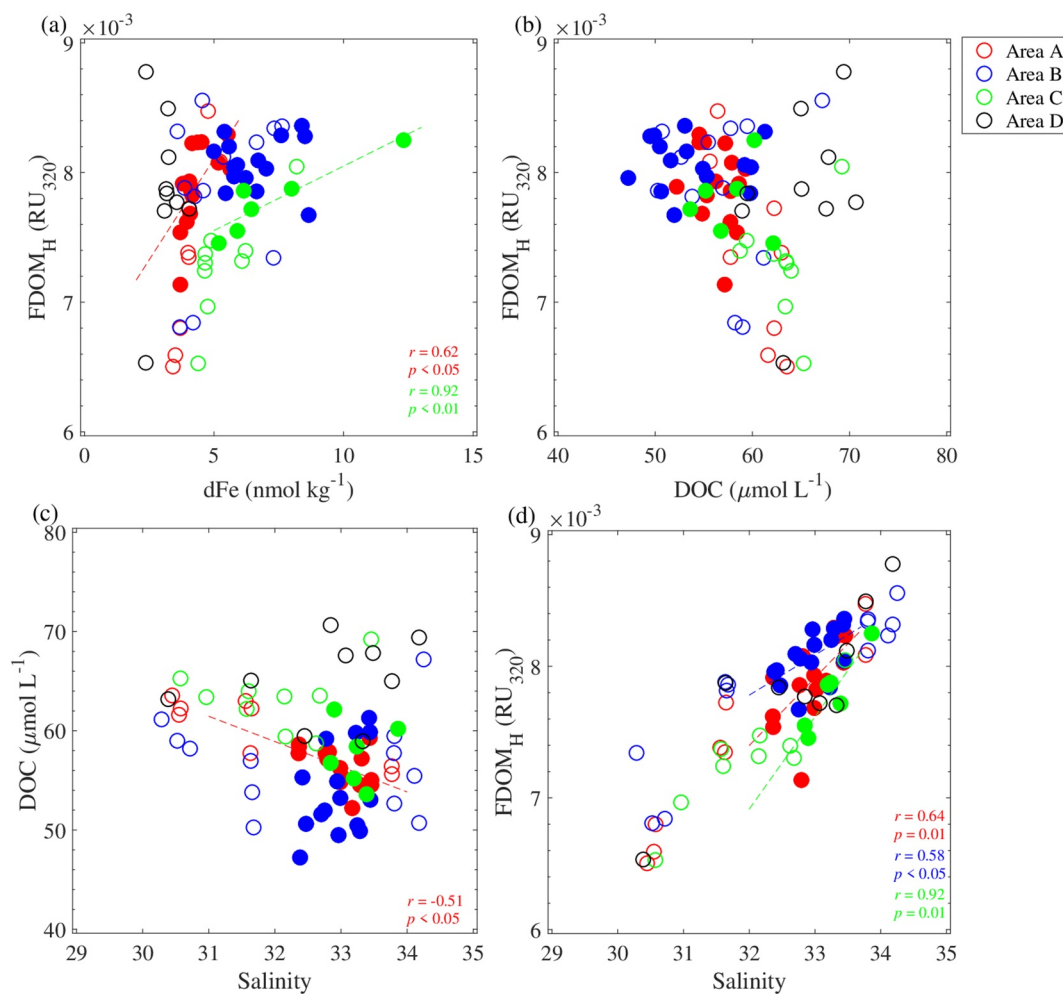 (a)
×10⁻³
9
8
7
6
FDOM_H (RU_320)
0
5
10
15
dFe (nmol kg⁻¹)
r = 0.62
p < 0.05
r = 0.92
p < 0.01
(b)
×10⁻³
9
8
7
6
FDOM_H (RU_320)
40
50
60
70
80
DOC (μmol L⁻¹)
Area A
Area B
Area C
Area D
(c)
80
70
60
50
40
DOC (μmol L⁻¹)
30
31
32
33
34
35
Salinity
r = -0.51
p < 0.05
(d)
×10⁻³
9
8
7
6
FDOM_H (RU_320)
30
31
32
33
34
35
Salinity
r = 0.64
p = 0.01
r = 0.58
p < 0.05
r = 0.92
p = 0.01